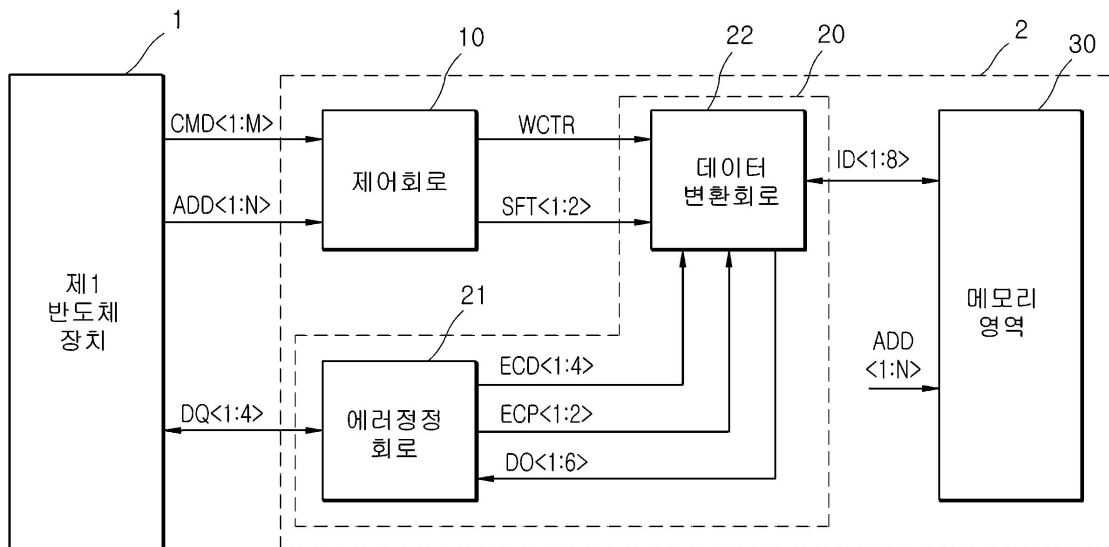 1
10
22
20
2
30
CMD<1:M>
WCTR
제어회로
데이터
변환회로
ID<1:8>
ADD<1:N>
SFT<1:2>
제1
반도체
장치
21
메모리
영역
ADD
<1:N>
ECD<1:4>
DQ<1:4>
에러정정
회로
ECP<1:2>
DO<1:6>